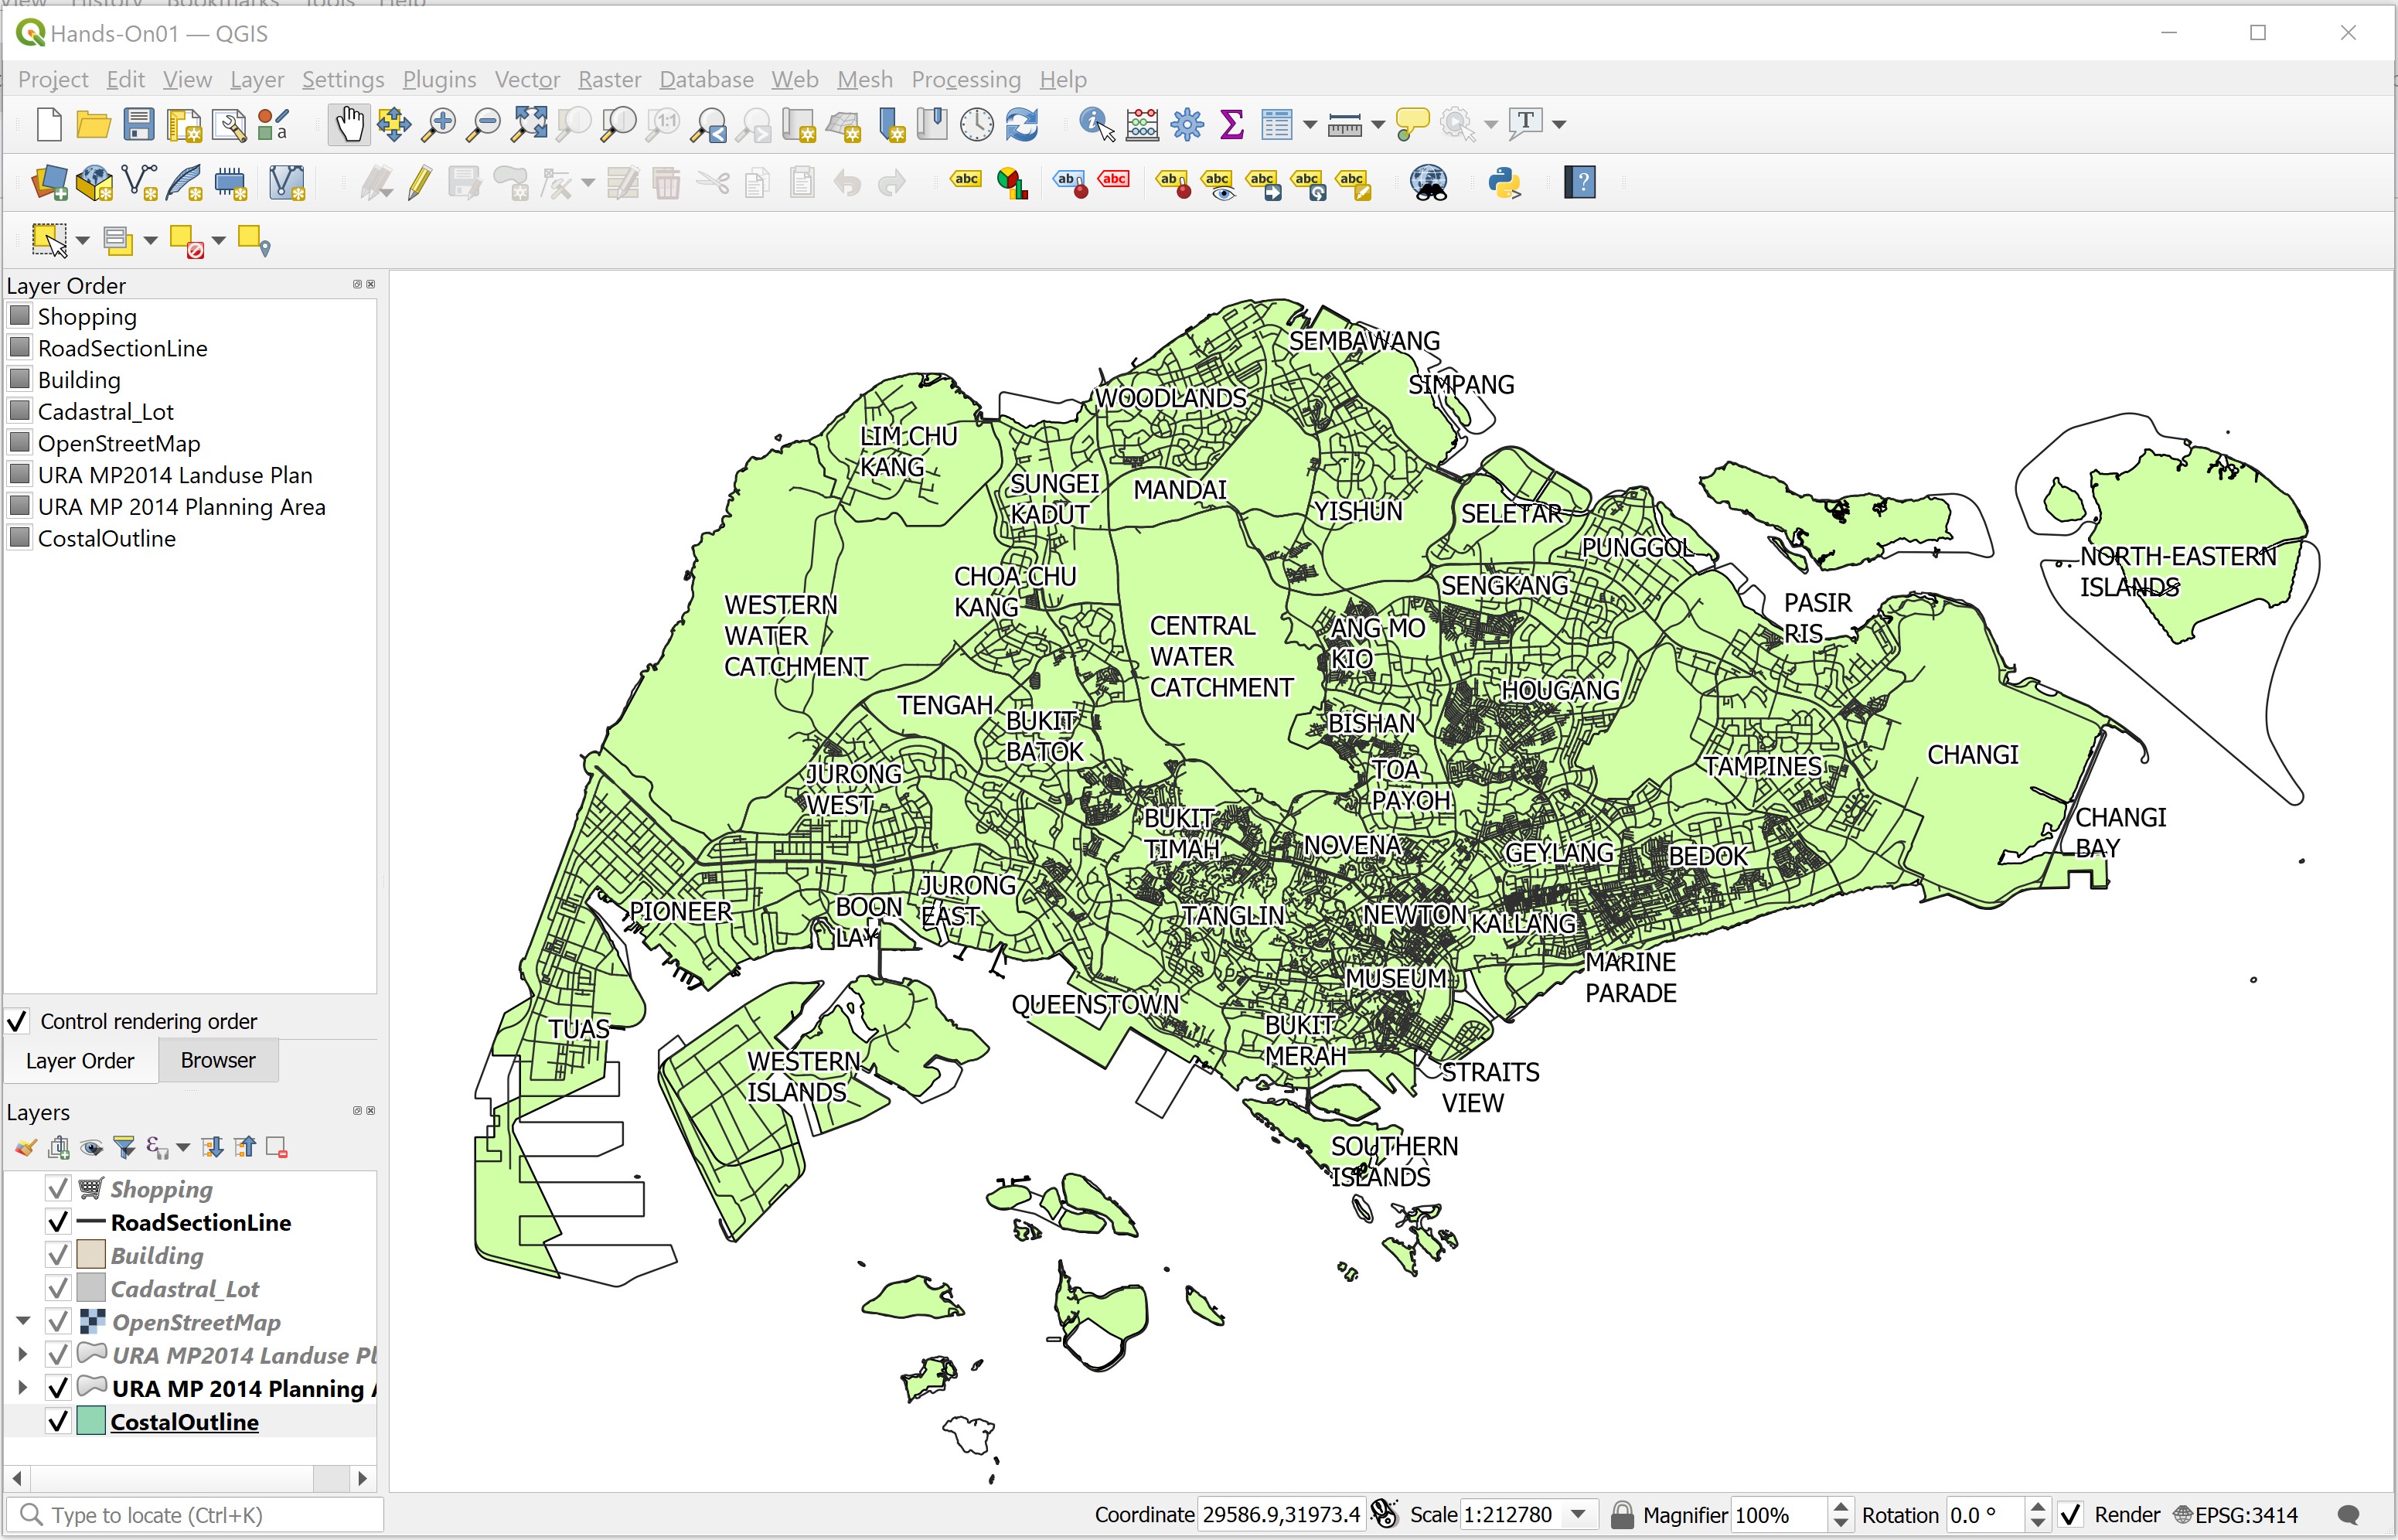 Hands-On01 — QGIS
Project Edit View Layer Settings Plugins Vector Raster Database Web Mesh Processing Help
Layer Order
Shopping
RoadSectionLine
Building
Cadastral_Lot
OpenStreetMap
URA MP2014 Landuse Plan
URA MP 2014 Planning Area
CostalOutline
Control rendering order
Layer Order
Browser
Layers
Shopping
RoadSectionLine
Building
Cadastral_Lot
OpenStreetMap
URA MP2014 Landuse Pl
URA MP 2014 Planning A
CostalOutline
SEMBAWANG
SIMPANG
WOODLANDS
LIM CHU
KANG
SUNGEI
KADUT
MANDAI
YISHUN
SELETAR
PUNGGOL
NORTH-EASTERN
ISLANDS
CHOA CHU
KANG
SENGKANG
PASIR
RIS
WESTERN
WATER
CATCHMENT
CENTRAL
WATER
CATCHMENT
ANG MO
KIO
TENGAH
HOUGANG
BUKIT
BATOK
BISHAN
CHANGI
JURONG
WEST
TOA
PAYOH
TAMPINES
CHANGI
BAY
BUKIT
TIMAH
NOVENA
GEYLANG
BEDOK
JURONG
EAST
PIONEER
BOON
LAY
TANGLIN
NEWTON
KALLANG
MUSEUM
MARINE
PARADE
QUEENSTOWN
TUAS
BUKIT
MERAH
WESTERN
ISLANDS
STRAITS
VIEW
SOUTHERN
ISLANDS
Type to locate (Ctrl+K)
Coordinate 29586.9,31973.4 Scale 1:212780 Magnifier 100% Rotation 0.0 ° Render EPSG:3414